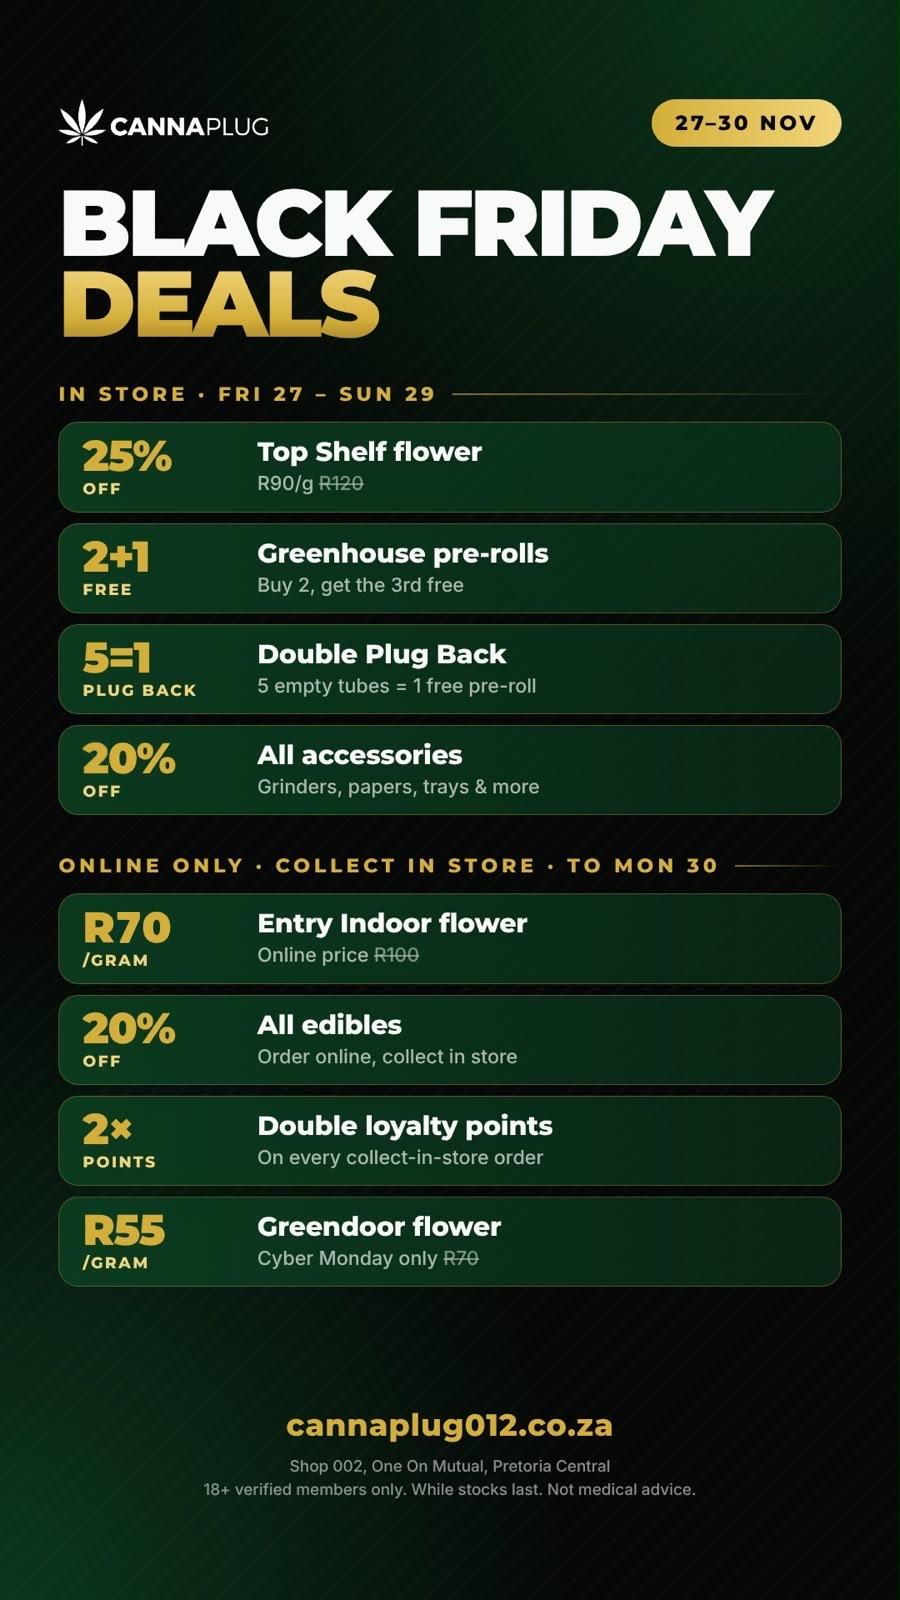 CANNAPLUG
27–30 NOV
BLACK FRIDAY
DEALS
IN STORE · FRI 27 – SUN 29
25%
OFF
Top Shelf flower
R90/g R120
2+1
FREE
Greenhouse pre-rolls
Buy 2, get the 3rd free
5=1
PLUG BACK
Double Plug Back
5 empty tubes = 1 free pre-roll
20%
OFF
All accessories
Grinders, papers, trays & more
ONLINE ONLY · COLLECT IN STORE · TO MON 30
R70
/GRAM
Entry Indoor flower
Online price R100
20%
OFF
All edibles
Order online, collect in store
2×
POINTS
Double loyalty points
On every collect-in-store order
R55
/GRAM
Greendoor flower
Cyber Monday only R70
cannaplug012.co.za
Shop 002, One On Mutual, Pretoria Central
18+ verified members only. While stocks last. Not medical advice.